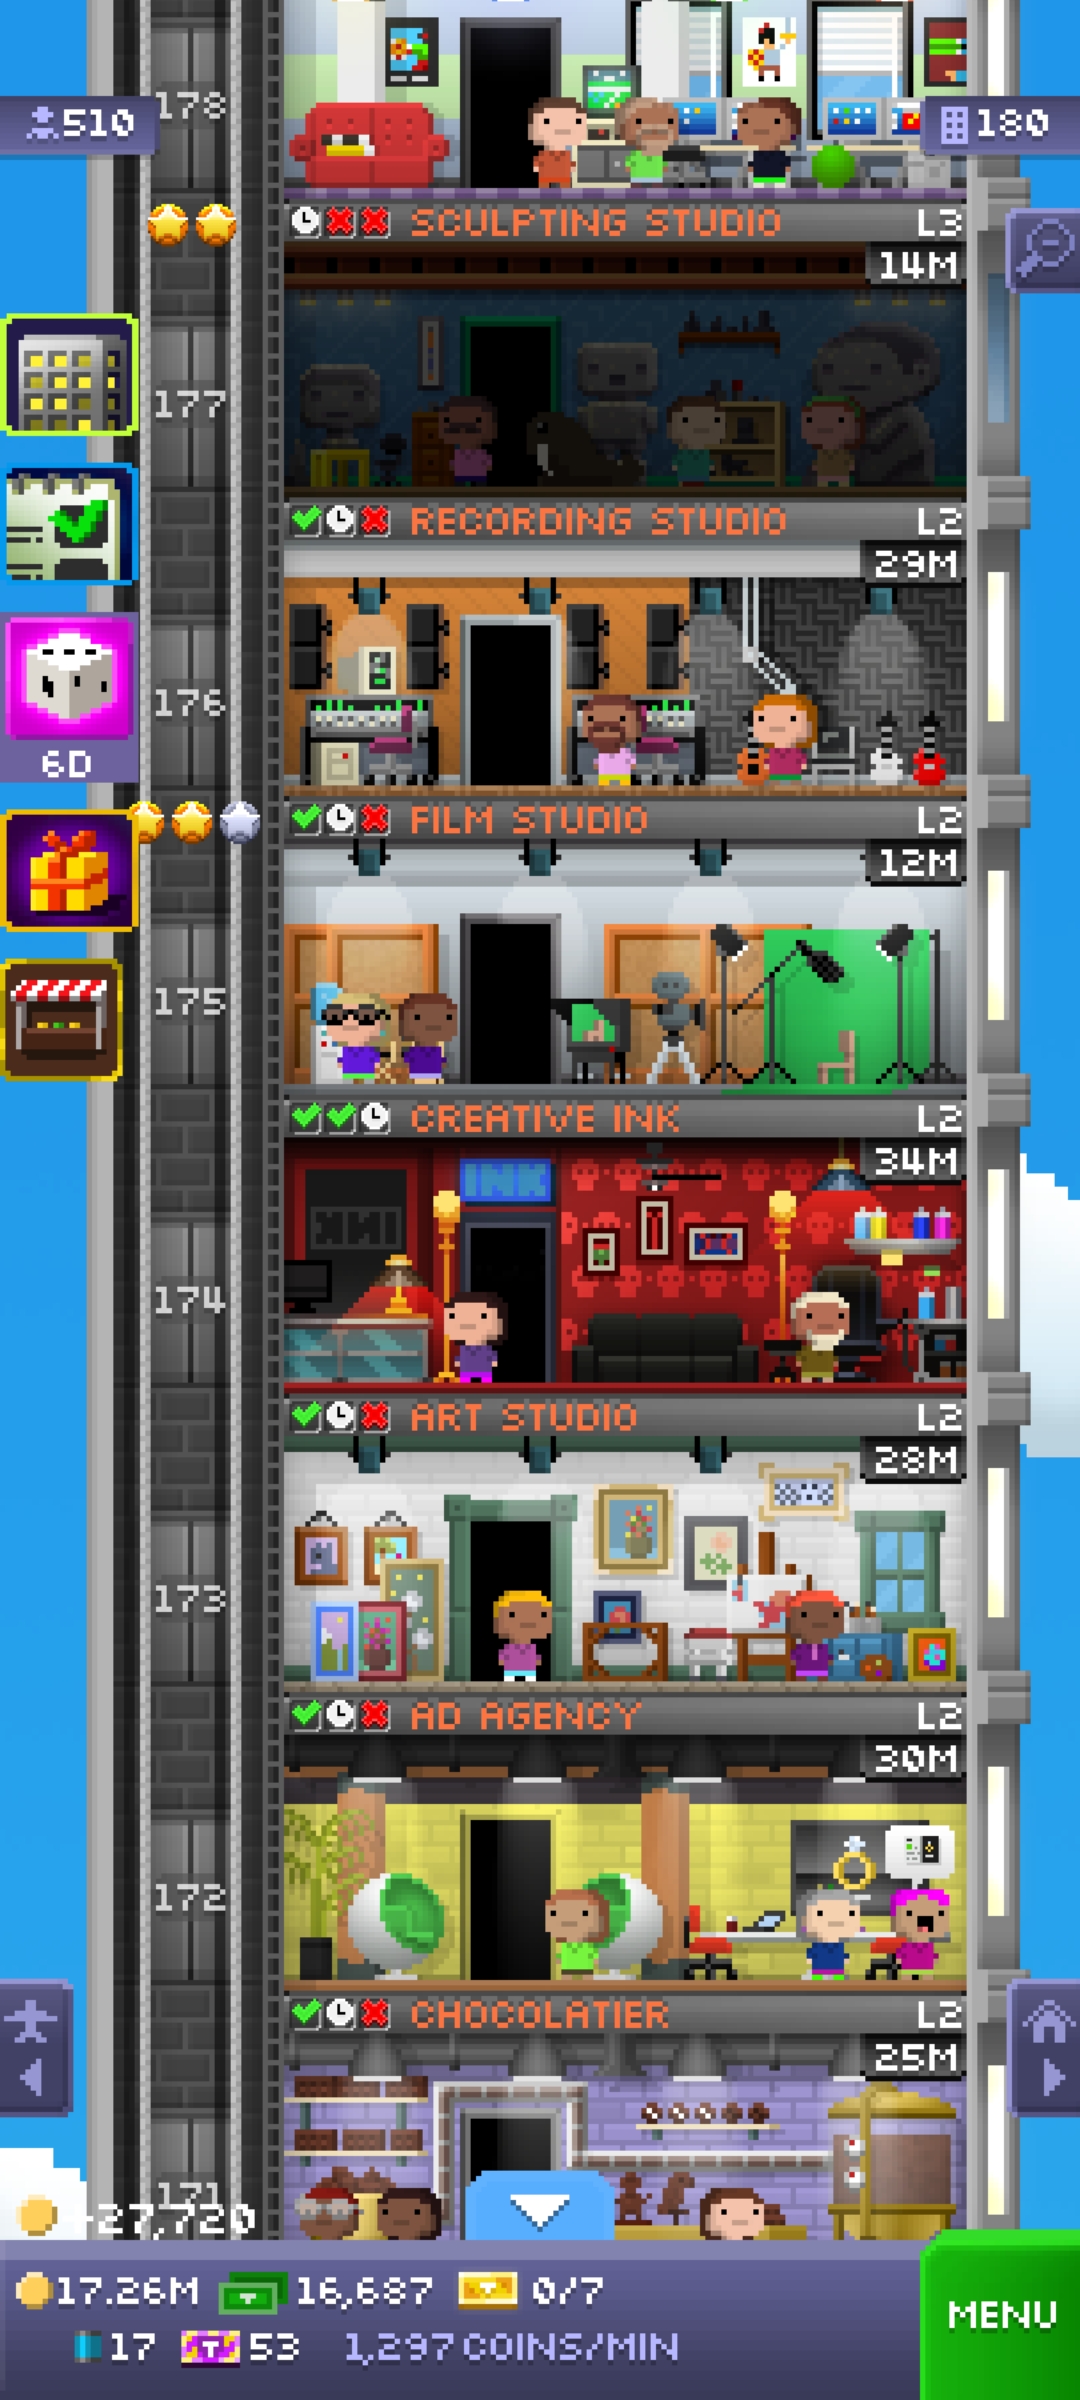 178
510
180
SCULPTING STUDIO L3
14M
177
RECORDING STUDIO L2
29M
176
6D
FILM STUDIO L2
12M
175
CREATIVE INK L2
34M
INK
174
ART STUDIO L2
28M
173
AD AGENCY L2
30M
172
CHOCOLATIER L2
25M
171
-27,720
17.26M 16,687 0/7
17 53 1,297 COINS/MIN
MENU